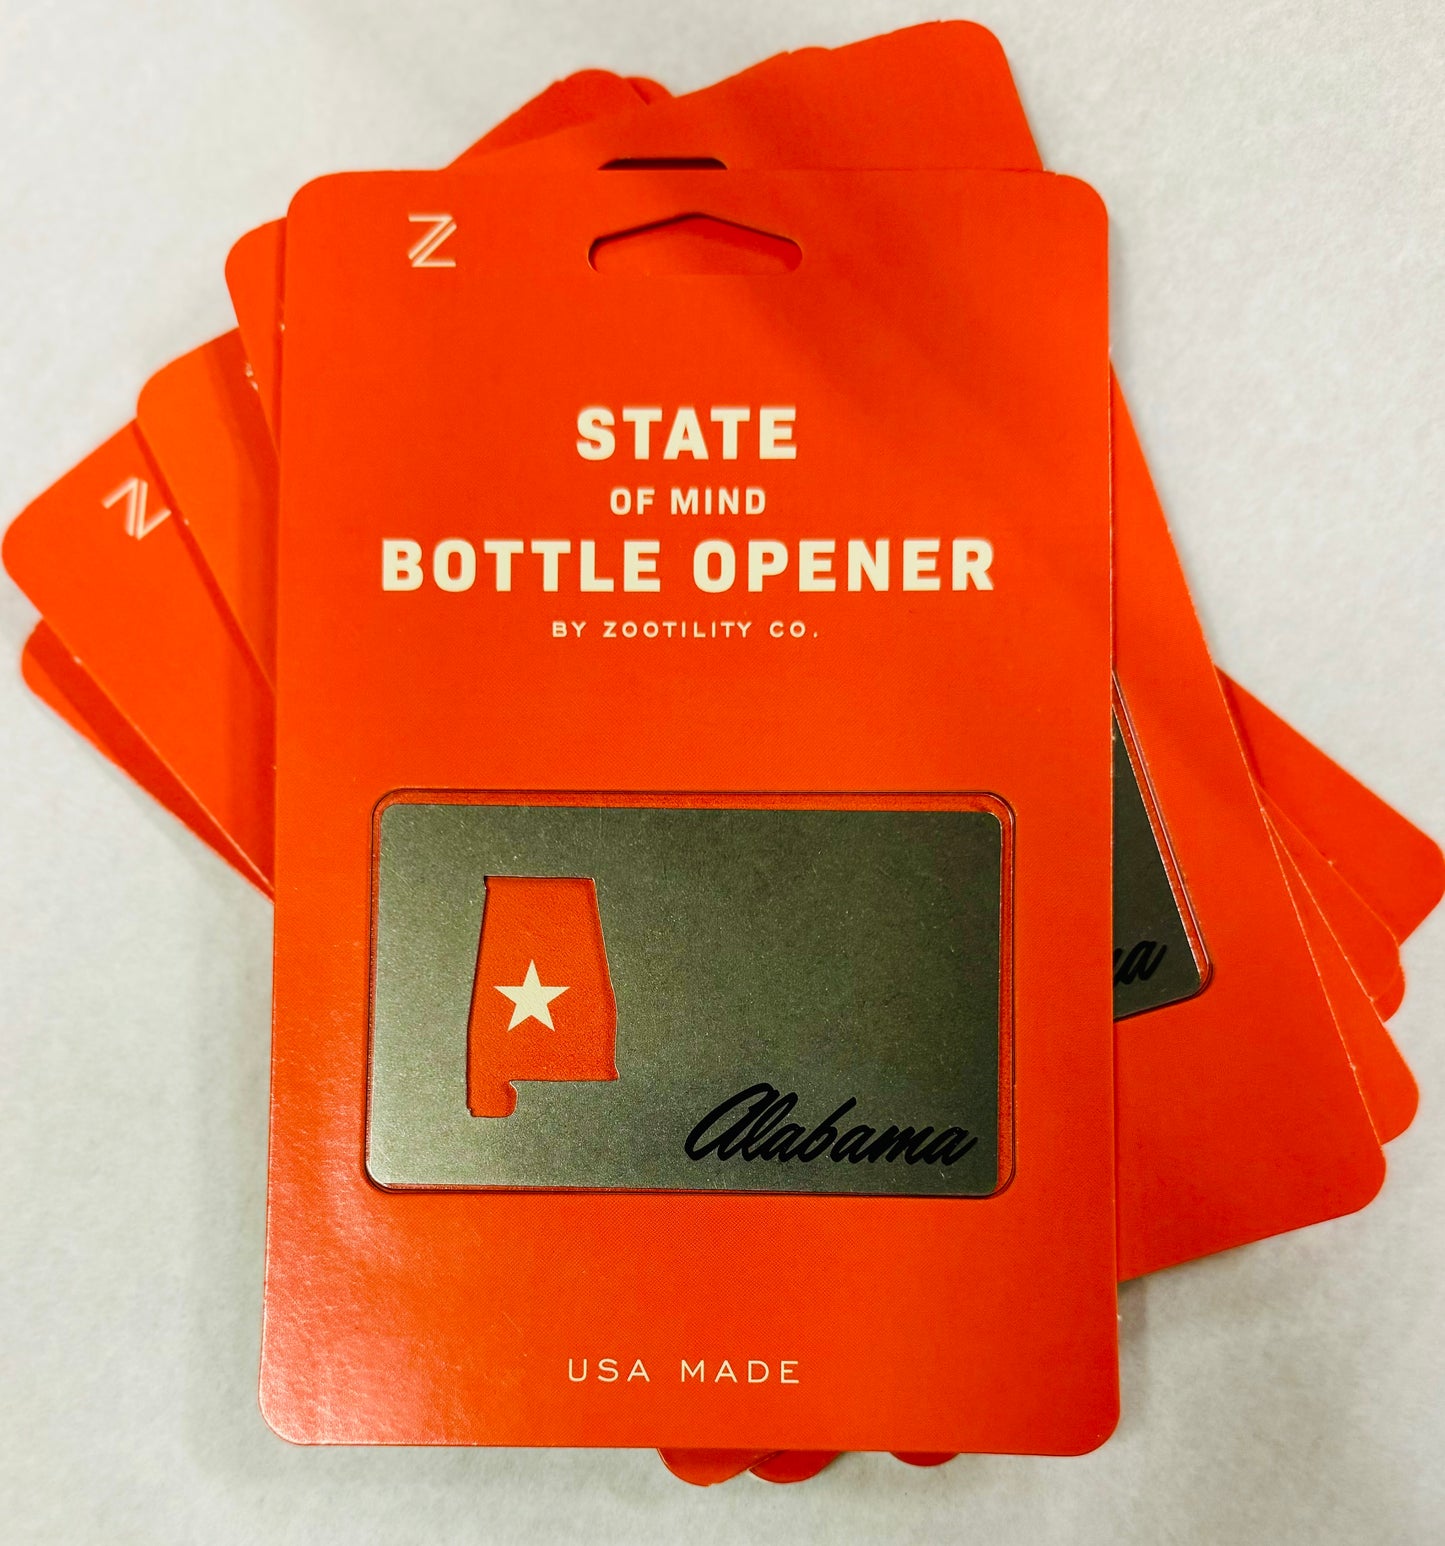 Z
STATE
OF MIND
BOTTLE OPENER
BY ZOOTILITY CO.
Alabama
USA MADE
Z
a